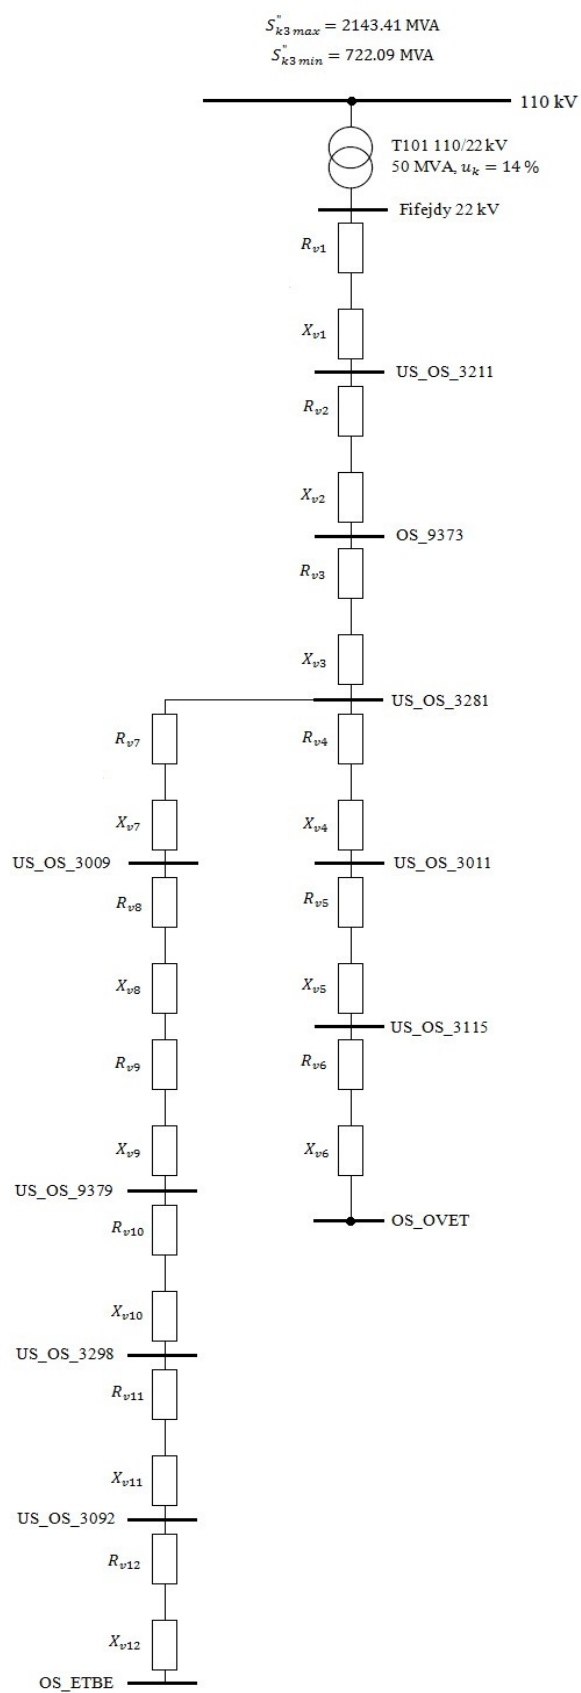 S"k3 max = 2143.41 MVA
S"k3 min = 722.09 MVA
110 kV
T101 110/22 kV
50 MVA, uk = 14 %
Fifejdy 22 kV
Rv1
Xv1
US_OS_3211
Rv2
Xv2
OS_9373
Rv3
Xv3
US_OS_3281
Rv7
Rv4
Xv7
Xv4
US_OS_3009
US_OS_3011
Rv8
Rv5
Xv8
Xv5
US_OS_3115
Rv9
Rv6
Xv9
Xv6
US_OS_9379
OS_OVET
Rv10
Xv10
US_OS_3298
Rv11
Xv11
US_OS_3092
Rv12
Xv12
OS_ETBE